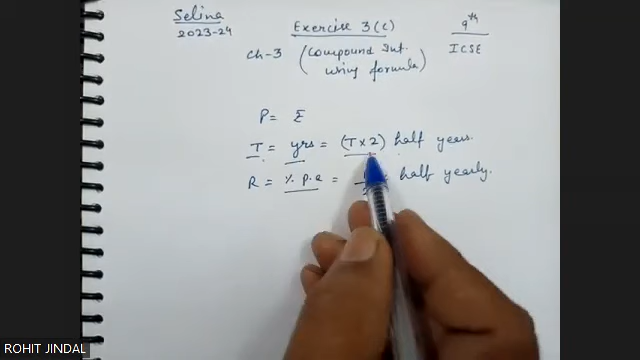 Selina
2023-24
Exercise 3(c)
Ch-3 (Compound Int. using formula)
9th
ICSE
P= ₹
T = yrs = (T×2) half years.
R = % p.a = half yearly.
ROHIT JINDAL